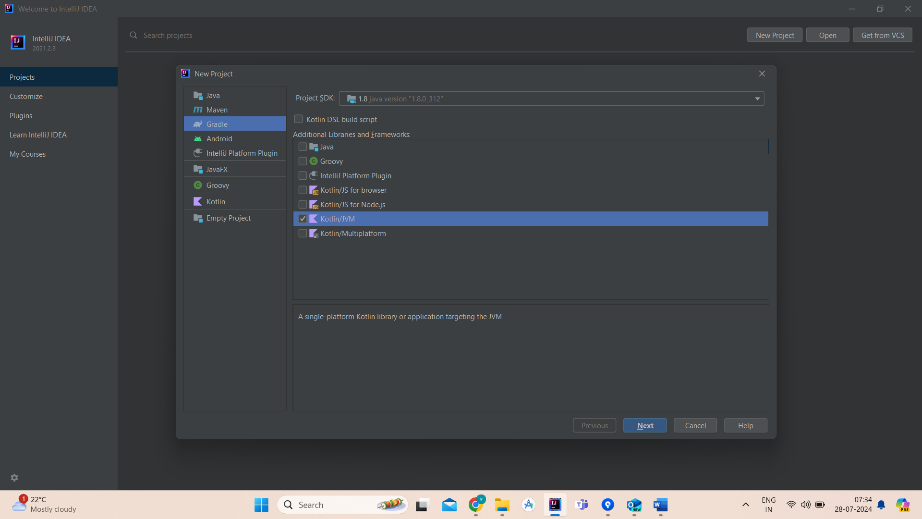 Welcome to IntelliJ IDEA
IntelliJ IDEA
2021.2.3
Search projects
New Project
Open
Get from VCS
Projects
Customize
Plugins
Learn IntelliJ IDEA
My Courses
New Project
Java
Maven
Gradle
Android
IntelliJ Platform Plugin
JavaFX
Groovy
Kotlin
Empty Project
Project SDK:
1.8 java version "1.8.0_312"
Kotlin DSL build script
Additional Libraries and Frameworks
Java
Groovy
IntelliJ Platform Plugin
Kotlin/JS for browser
Kotlin/JS for Node.js
Kotlin/JVM
Kotlin/Multiplatform
A single-platform Kotlin library or application targeting the JVM
Previous
Next
Cancel
Help
1
22°C
Mostly cloudy
Search
ENG
IN
07:34
28-07-2024